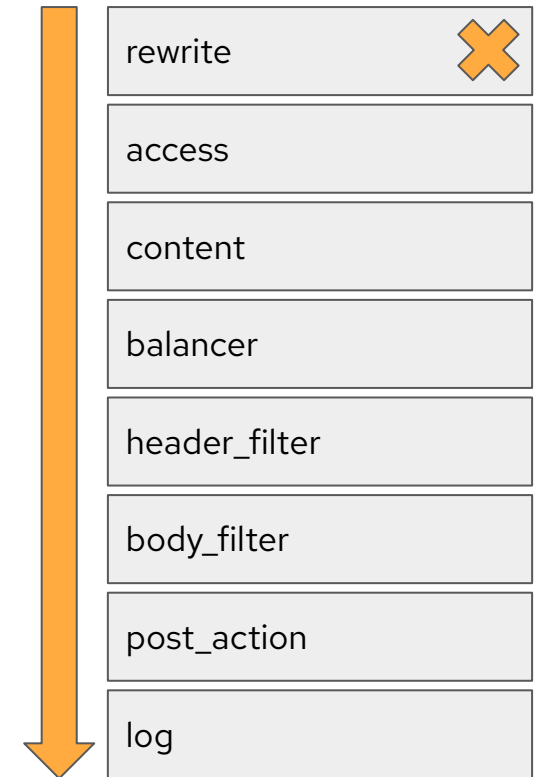 rewrite
access
content
balancer
header_filter
body_filter
post_action
log